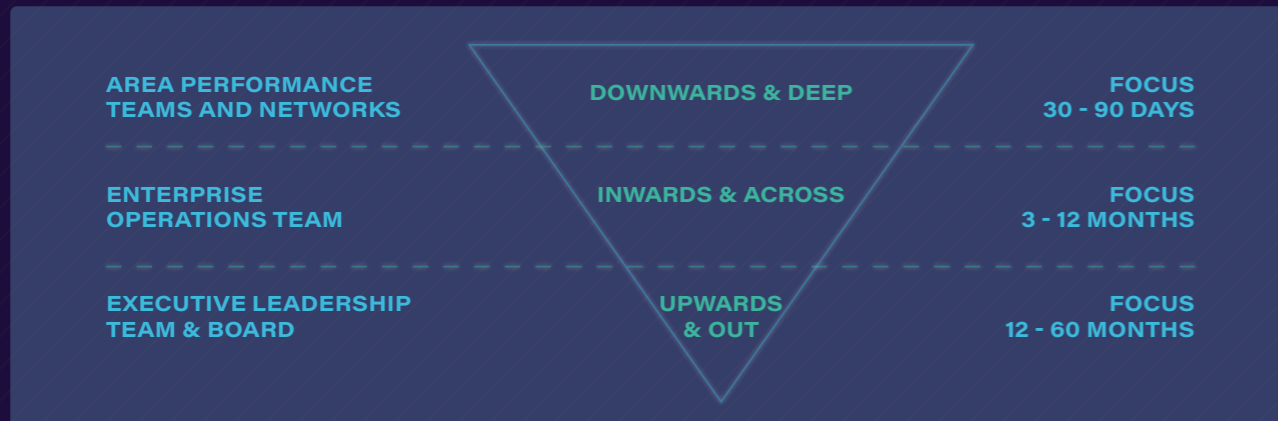 AREA PERFORMANCE
TEAMS AND NETWORKS
DOWNWARDS & DEEP
FOCUS
30 - 90 DAYS
ENTERPRISE
OPERATIONS TEAM
INWARDS & ACROSS
FOCUS
3 - 12 MONTHS
EXECUTIVE LEADERSHIP
TEAM & BOARD
UPWARDS
& OUT
FOCUS
12 - 60 MONTHS